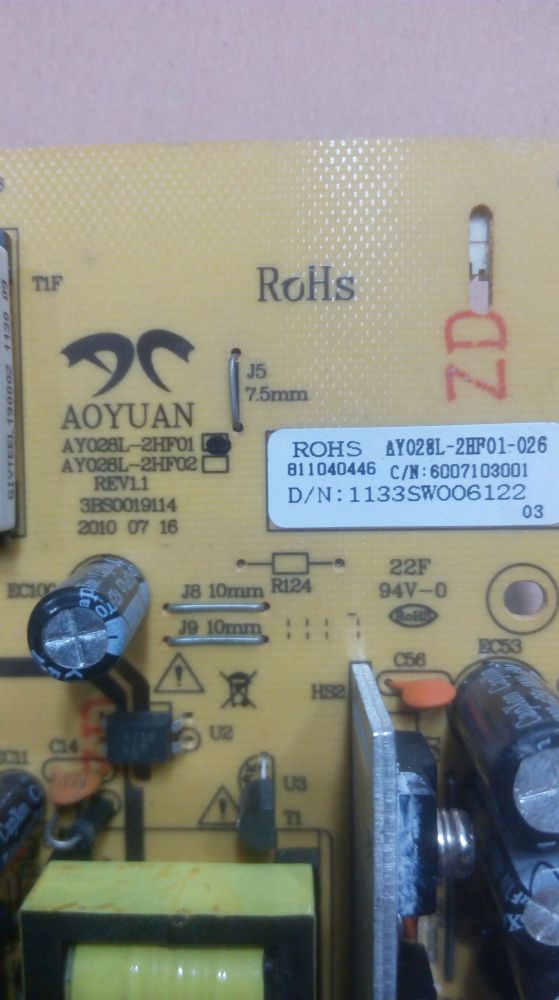 T1F
RoHs
ZD
J5
7.5mm
AOYUAN
AY028L-2HF01
AY028L-2HF02
REV1.1
3BS0019114
2010 07 16
ROHS AY028L-2HF01-026
811040446 C/N:6007103001
D/N:1133SW006122
03
R124
22F
94V-0
RoHS
J8 10mm
J9 10mm
EC53
C56
HS2
U2
EC11
C14
U3
T1